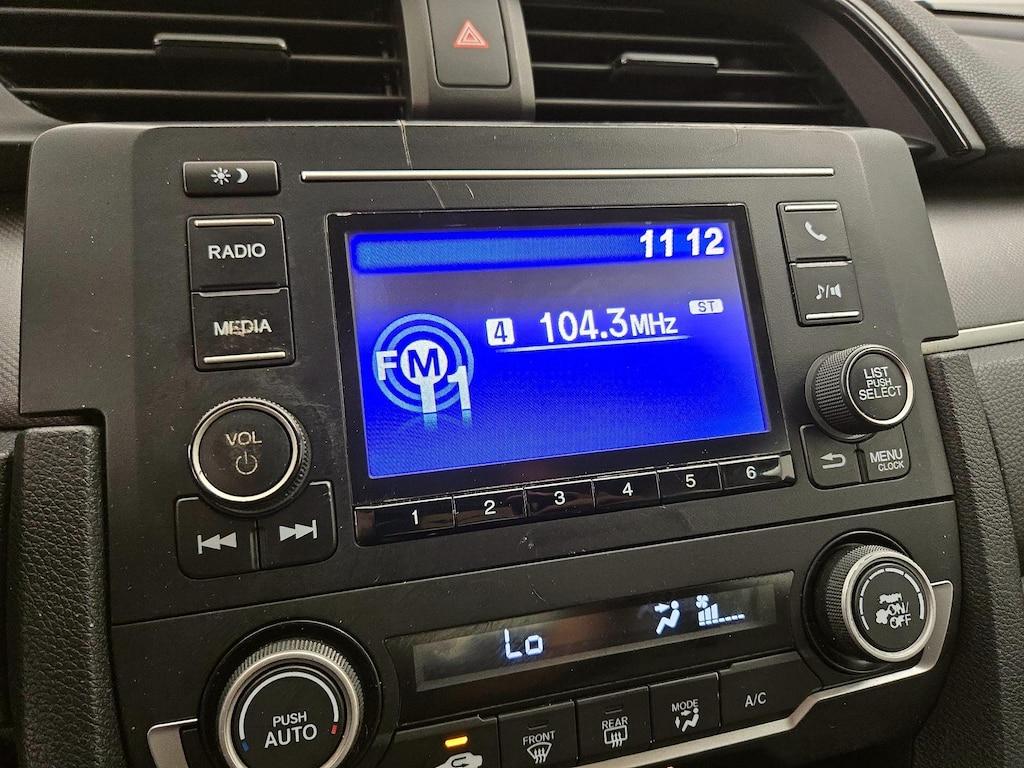 RADIO
MEDIA
11 12
ST
4 104.3MHz
FM 1
LIST
PUSH
SELECT
VOL
MENU
CLOCK
1 2 3 4 5 6
Lo
PUSH
ON/
OFF
PUSH
AUTO
FRONT
REAR
MODE
A/C